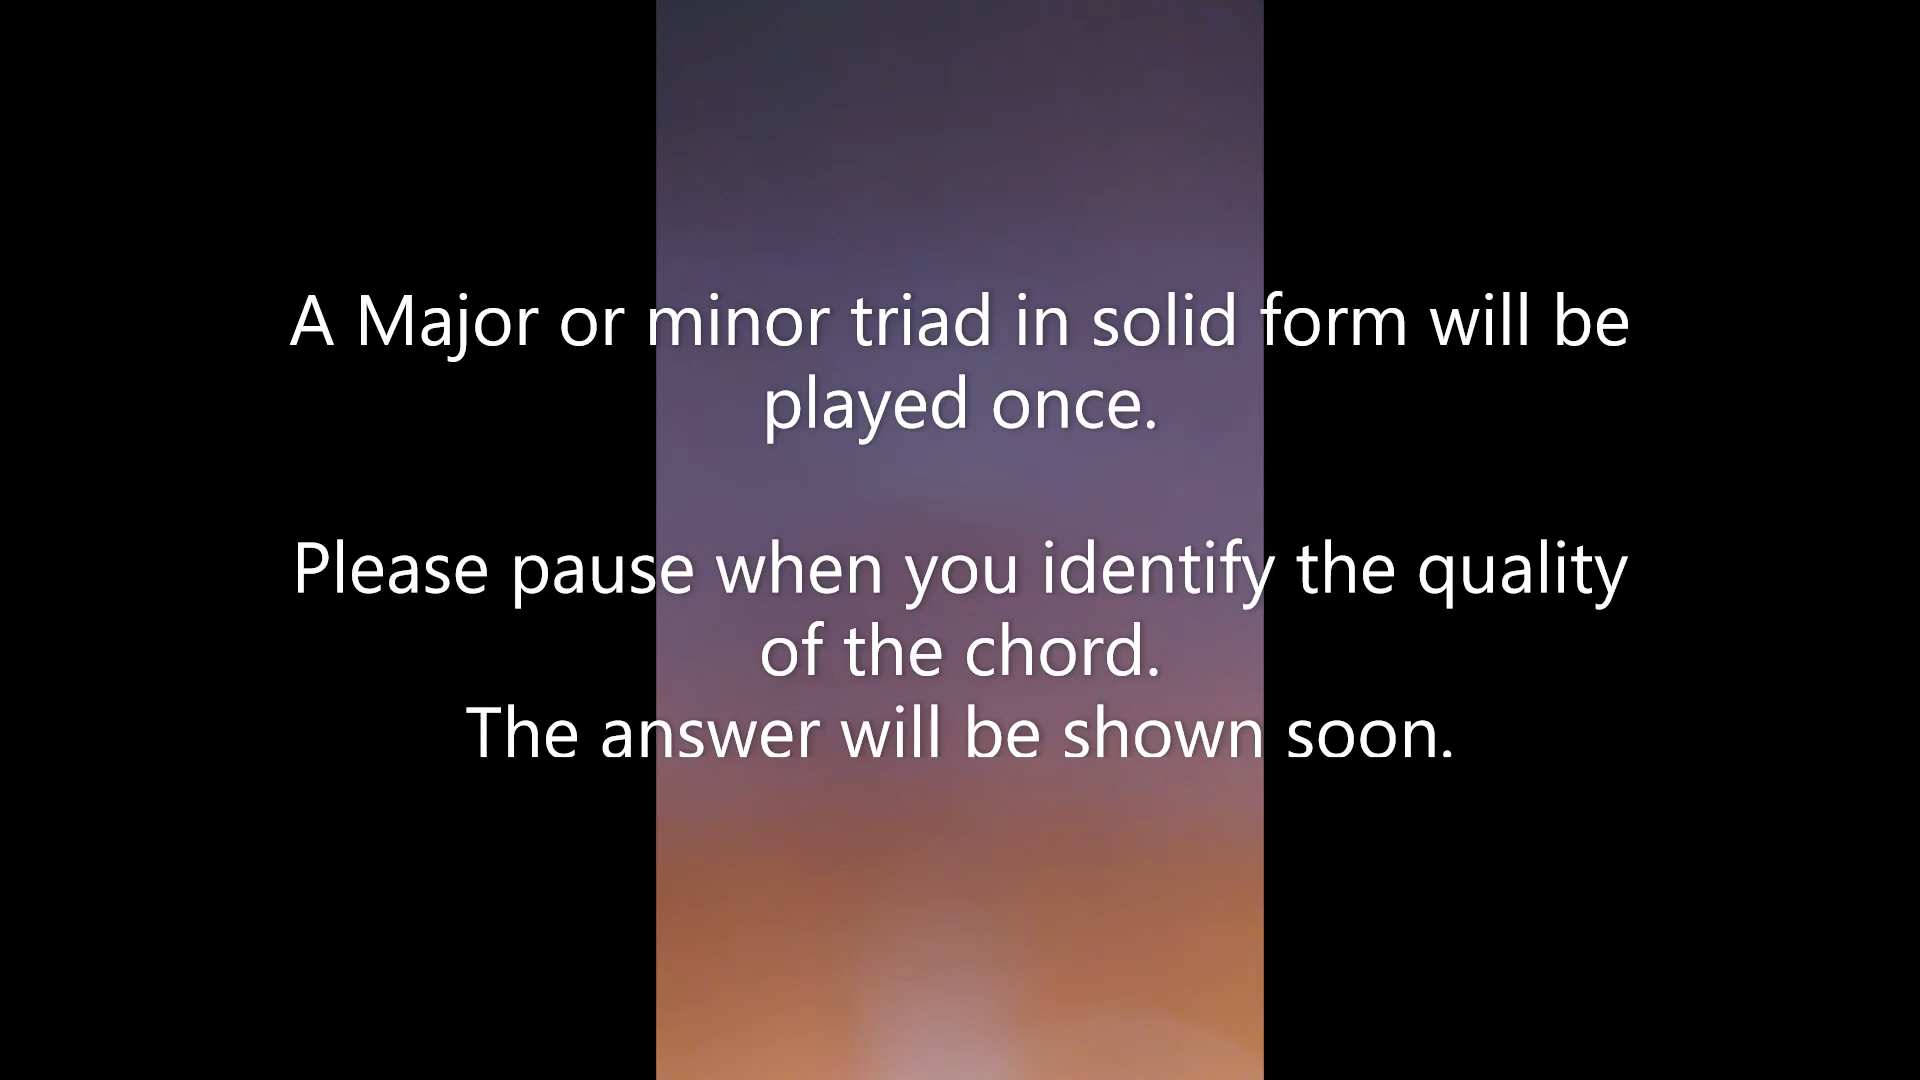 A Major or minor triad in solid form will be
played once.
Please pause when you identify the quality
of the chord.
The answer will be shown soon.